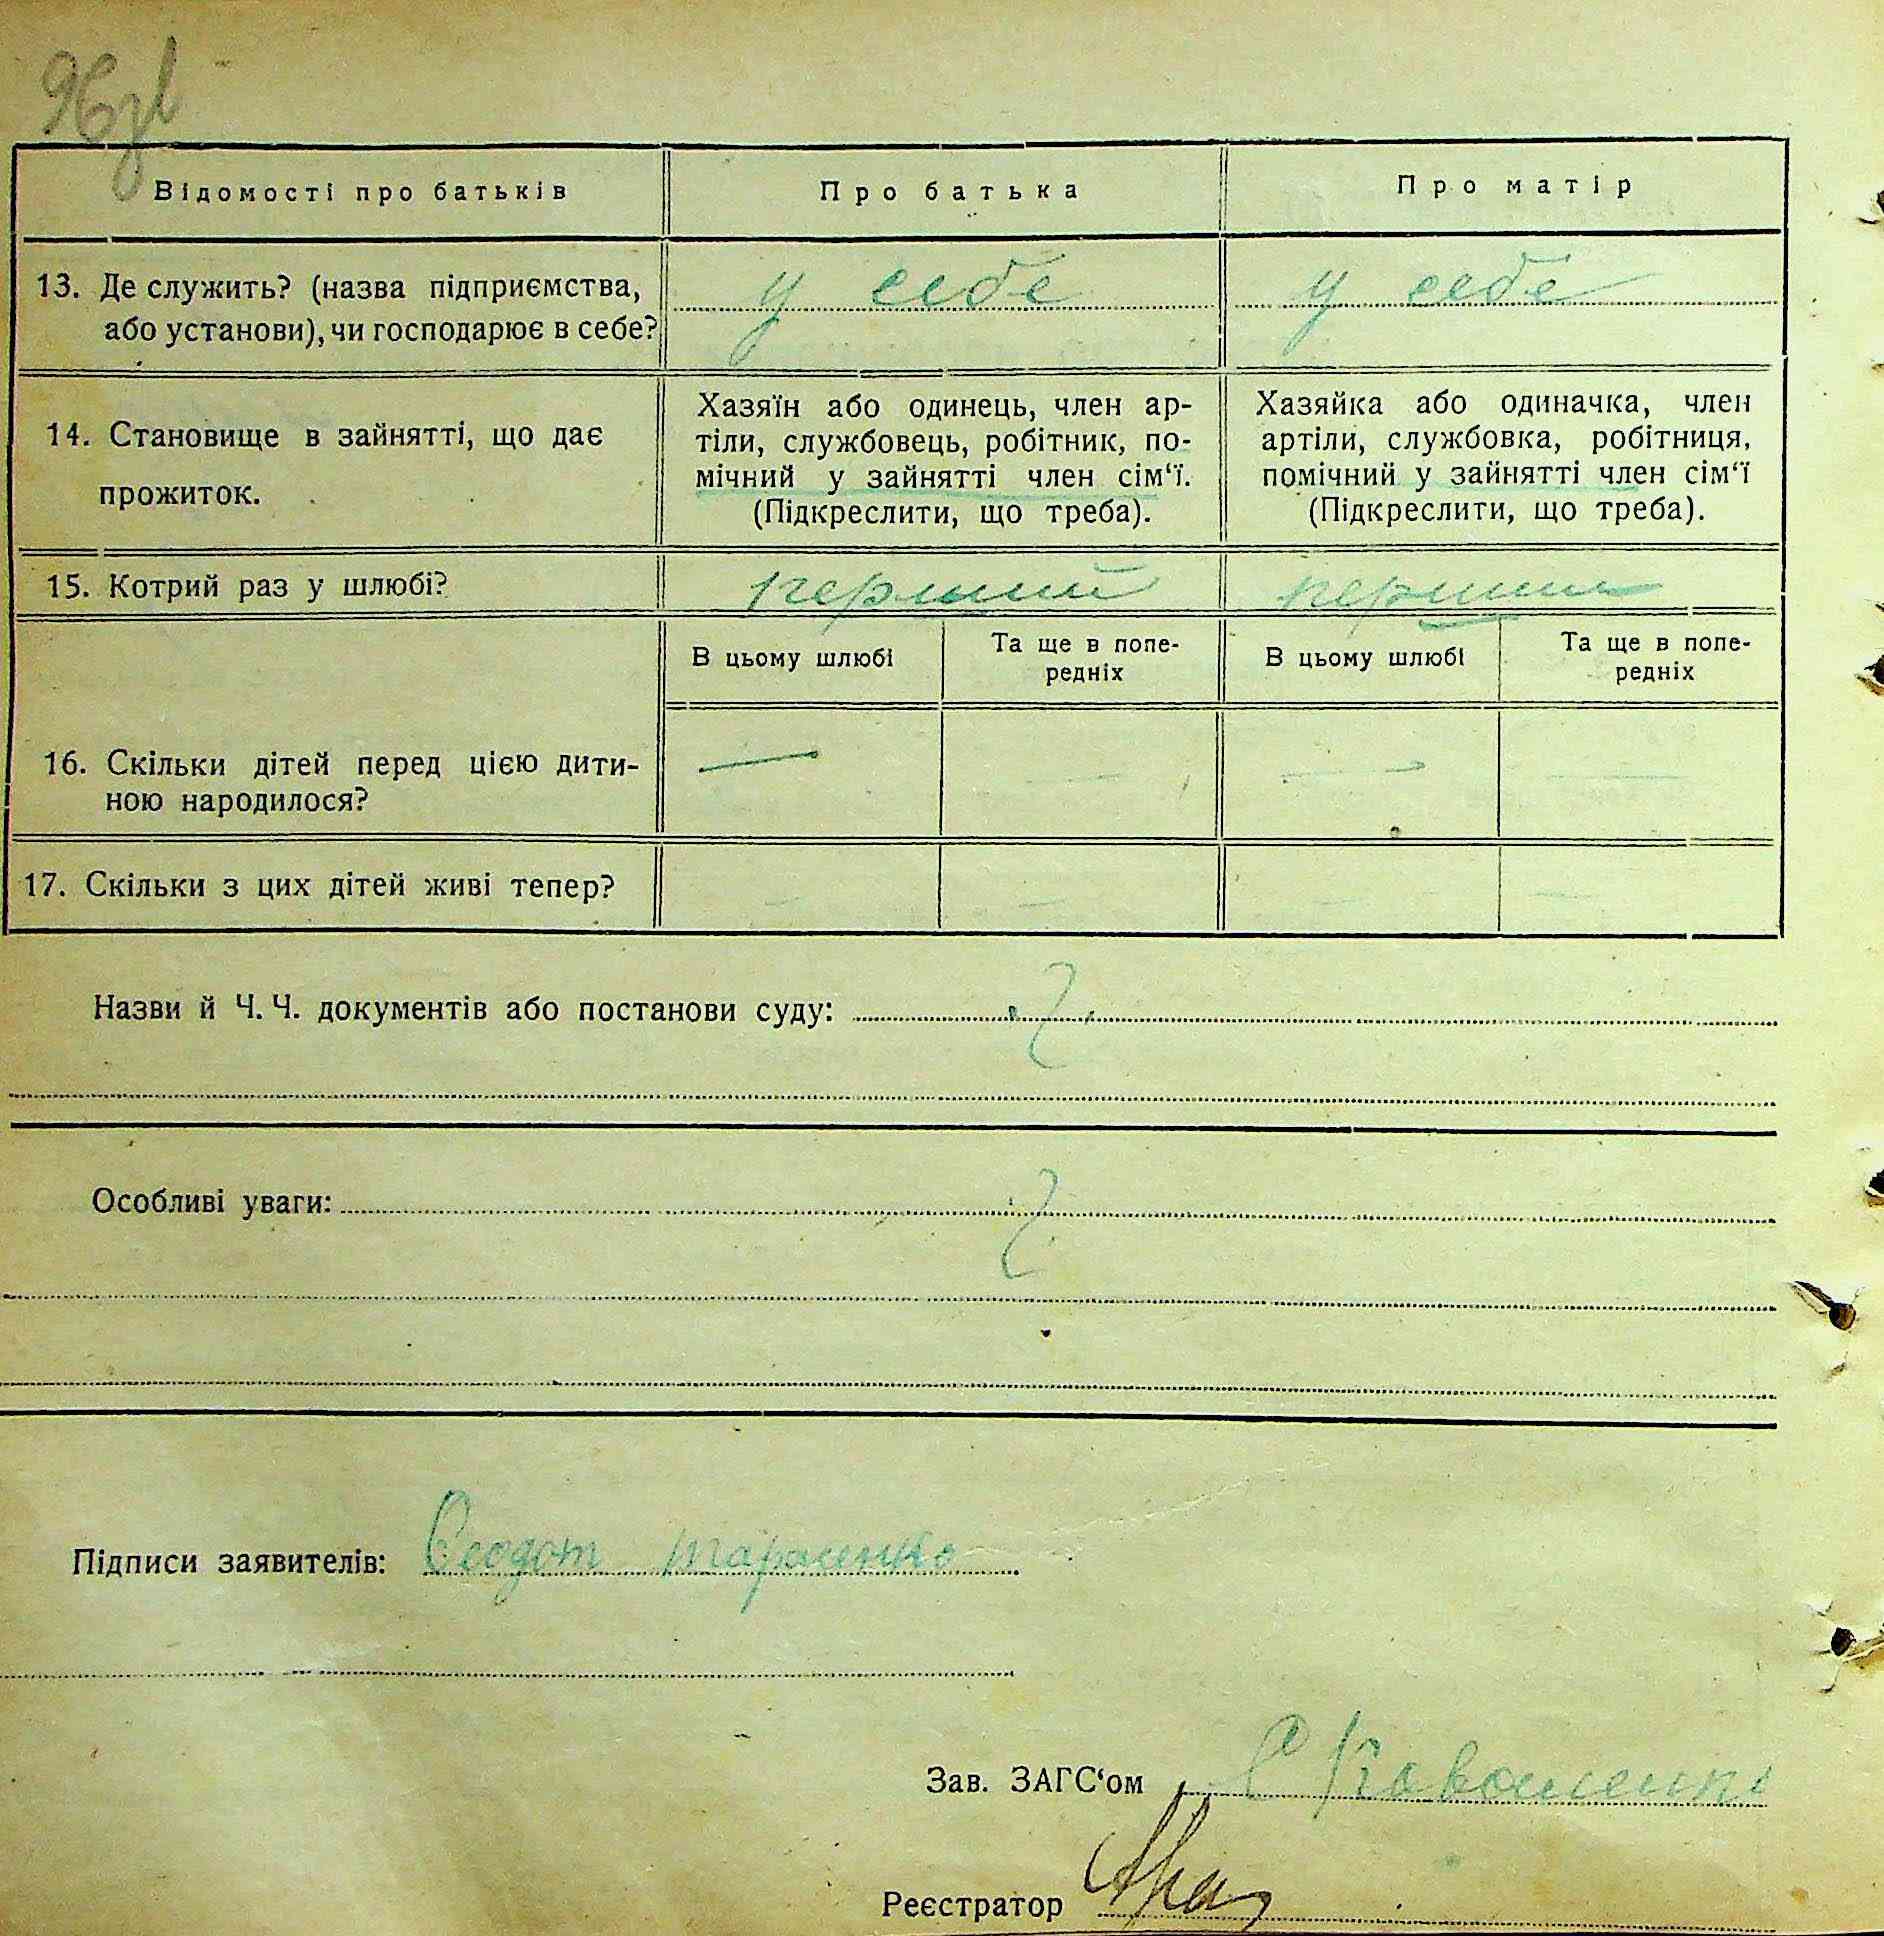 96
Відомості про батьків
Про батька
Про матір
13. Де служить? (назва підприємства,
або установи), чи господарює в себе?
у себе
у себе
14. Становище в зайнятті, що дає
прожиток.
Хазяїн або одинець, член ар-
тіли, службовець, робітник, по-
мічний у зайнятті член сім‘ї.
(Підкреслити, що треба).
Хазяйка або одиначка, член
артіли, службовка, робітниця,
помічний у зайнятті член сім‘ї
(Підкреслити, що треба).
15. Котрий раз у шлюбі?
перший
перший
В цьому шлюбі
Та ще в попе-
редніх
В цьому шлюбі
Та ще в попе-
редніх
16. Скільки дітей перед цією дити-
ною народилося?
— — — —
17. Скільки з цих дітей живі тепер?
— — — —
Назви й Ч. Ч. документів або постанови суду:
Особливі уваги:
Підписи заявителів: Феодот тарасенко
Зав. ЗАГС‘ом
Реєстратор